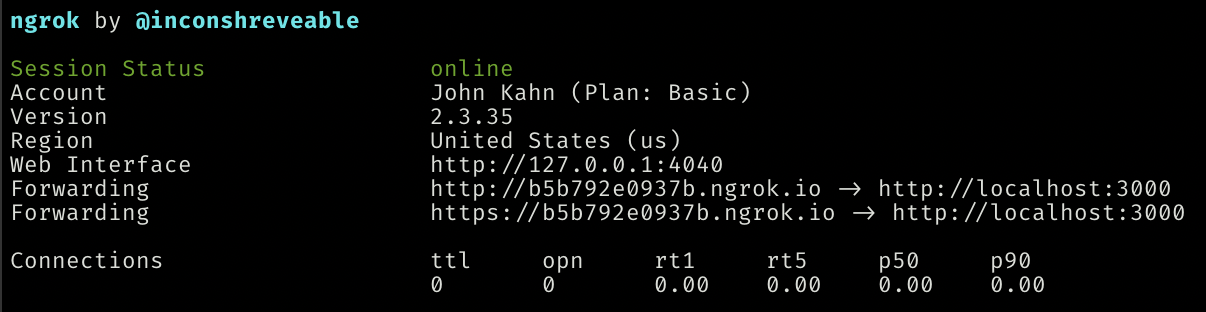 ngrok by @inconshreveable
Session Status online
Account John Kahn (Plan: Basic)
Version 2.3.35
Region United States (us)
Web Interface http://127.0.0.1:4040
Forwarding http://b5b792e0937b.ngrok.io -> http://localhost:3000
Forwarding https://b5b792e0937b.ngrok.io -> http://localhost:3000
Connections ttl opn rt1 rt5 p50 p90
0 0 0.00 0.00 0.00 0.00